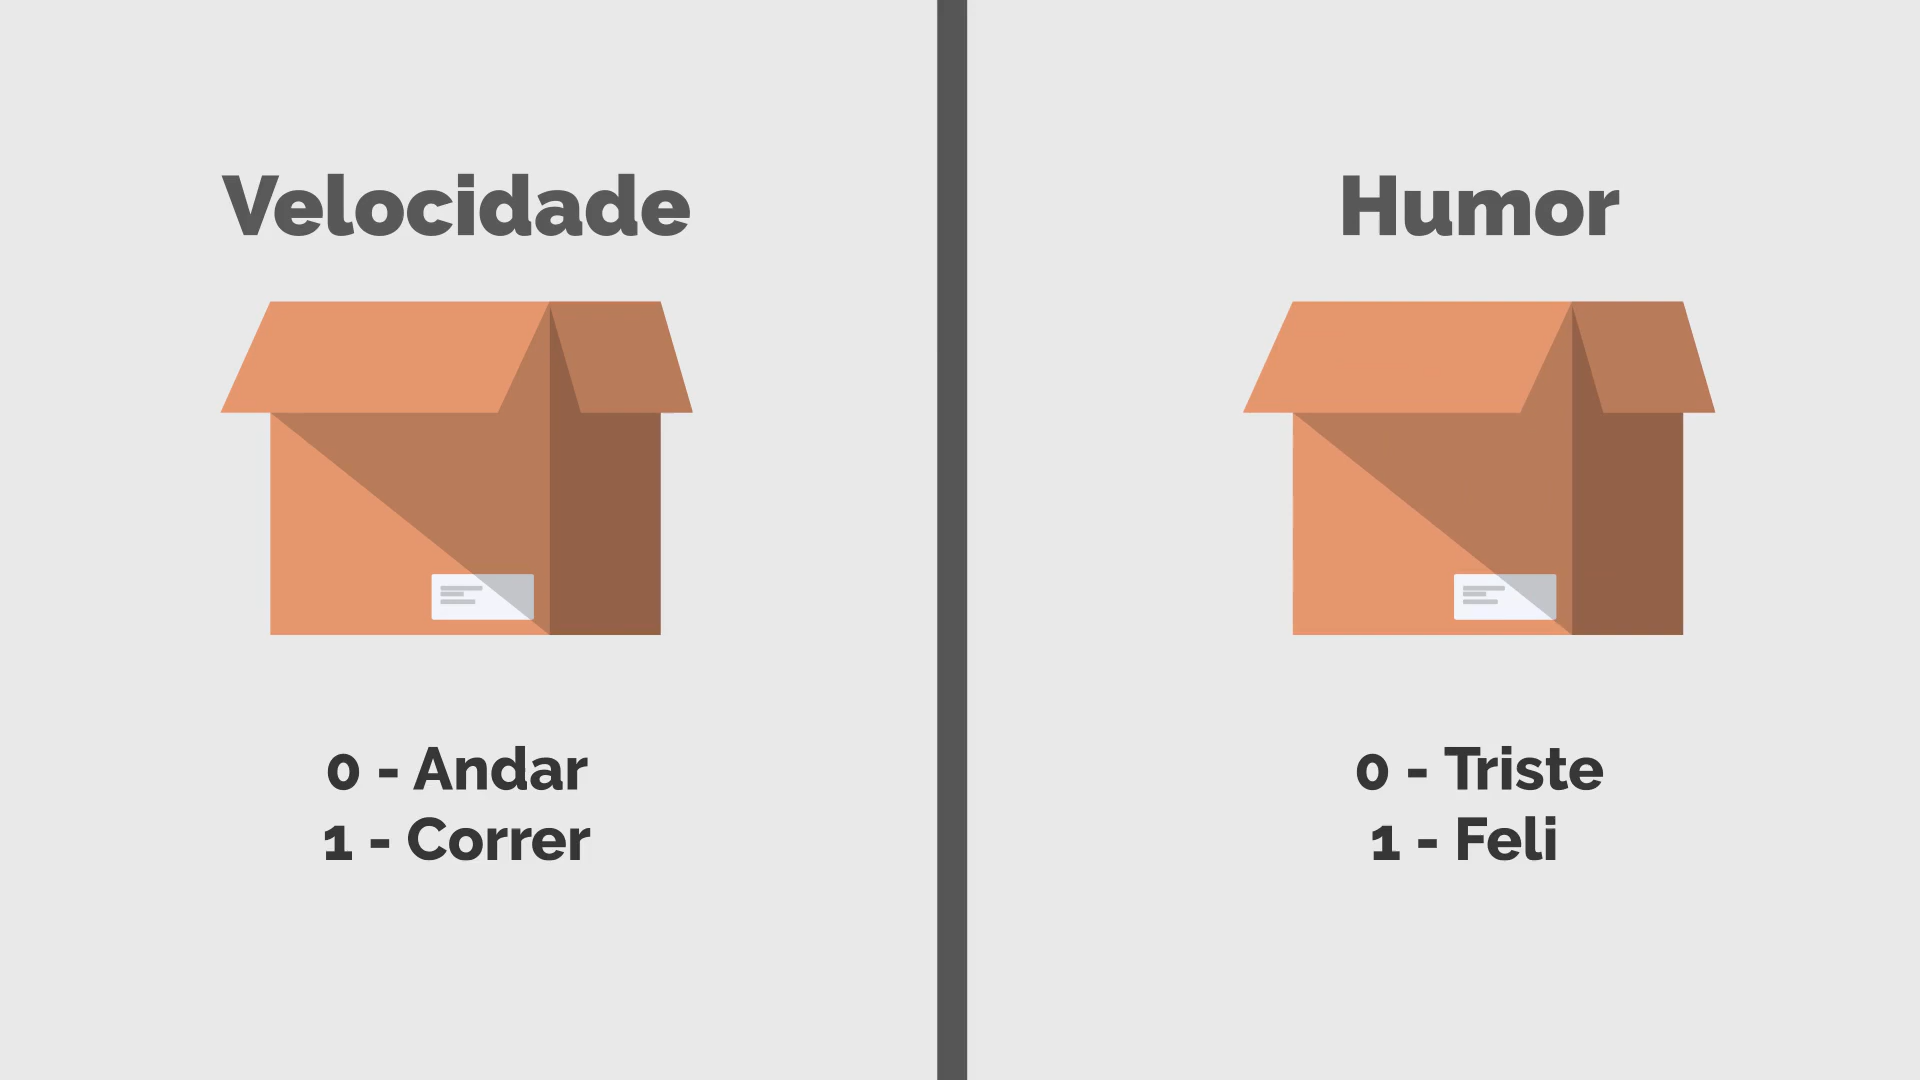 Velocidade
0 - Andar
1 - Correr
Humor
0 - Triste
1 - Feli